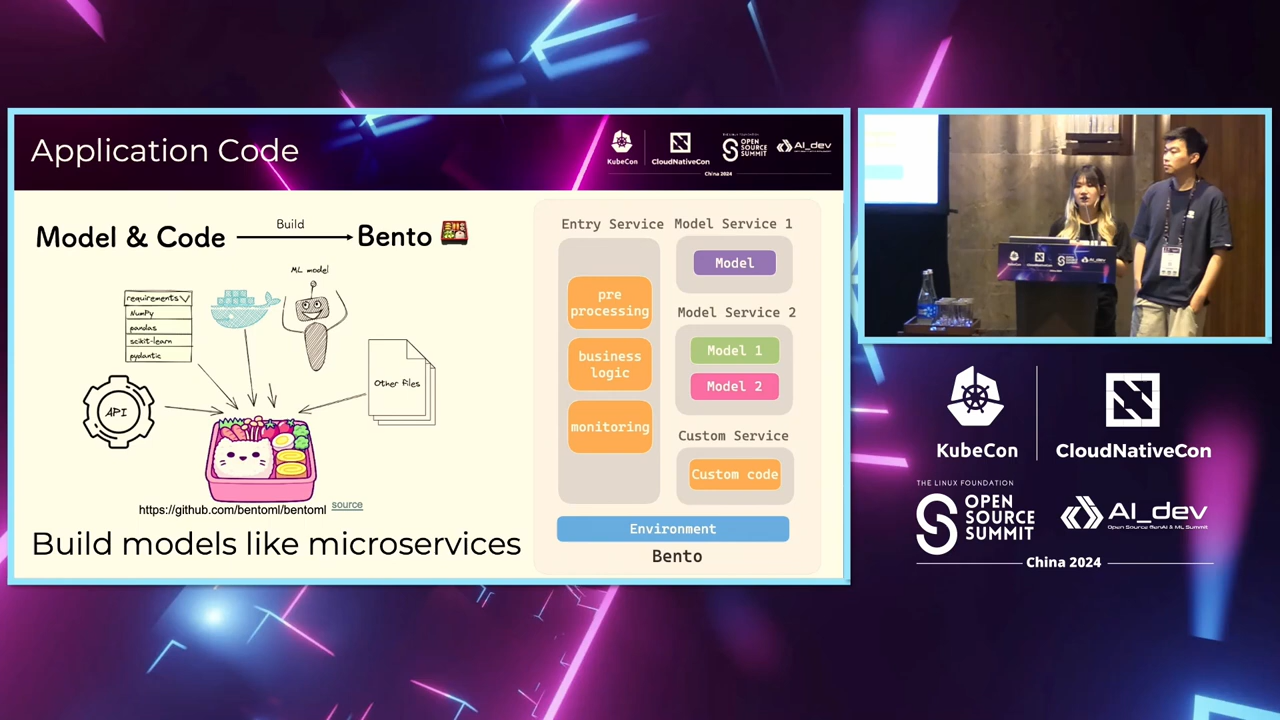 Application Code
KubeCon
CloudNativeCon
THE LINUX FOUNDATION
OPEN
SOURCE
SUMMIT
AI_dev
China 2024
Model & Code
Build
Bento
ML model
requirements
NumPy
pandas
scikit-learn
pydantic
API
Other files
https://github.com/bentoml/bentoml
source
Build models like microservices
Entry Service
pre
processing
business
logic
monitoring
Model Service 1
Model
Model Service 2
Model 1
Model 2
Custom Service
Custom code
Environment
Bento
KubeCon
CloudNativeCon
THE LINUX FOUNDATION
OPEN
SOURCE
SUMMIT
AI_dev
Open Source GenAI & ML Summit
China 2024